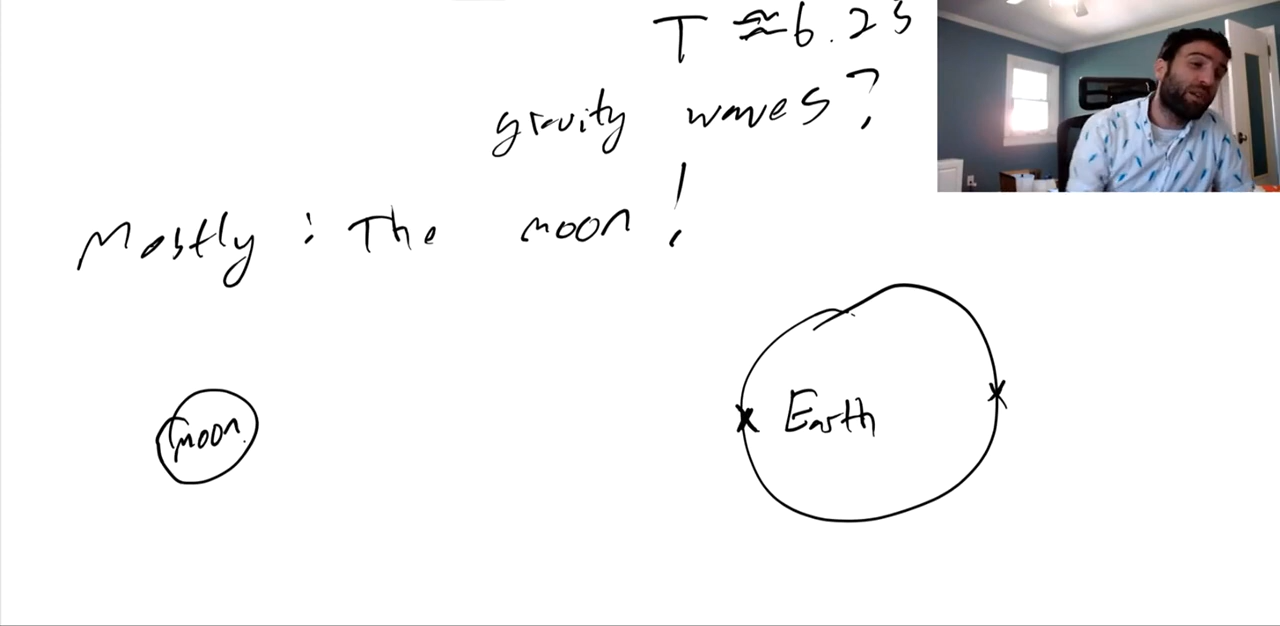 T ≈ 6.25
gravity waves?
Mostly: The moon!
moon
Earth